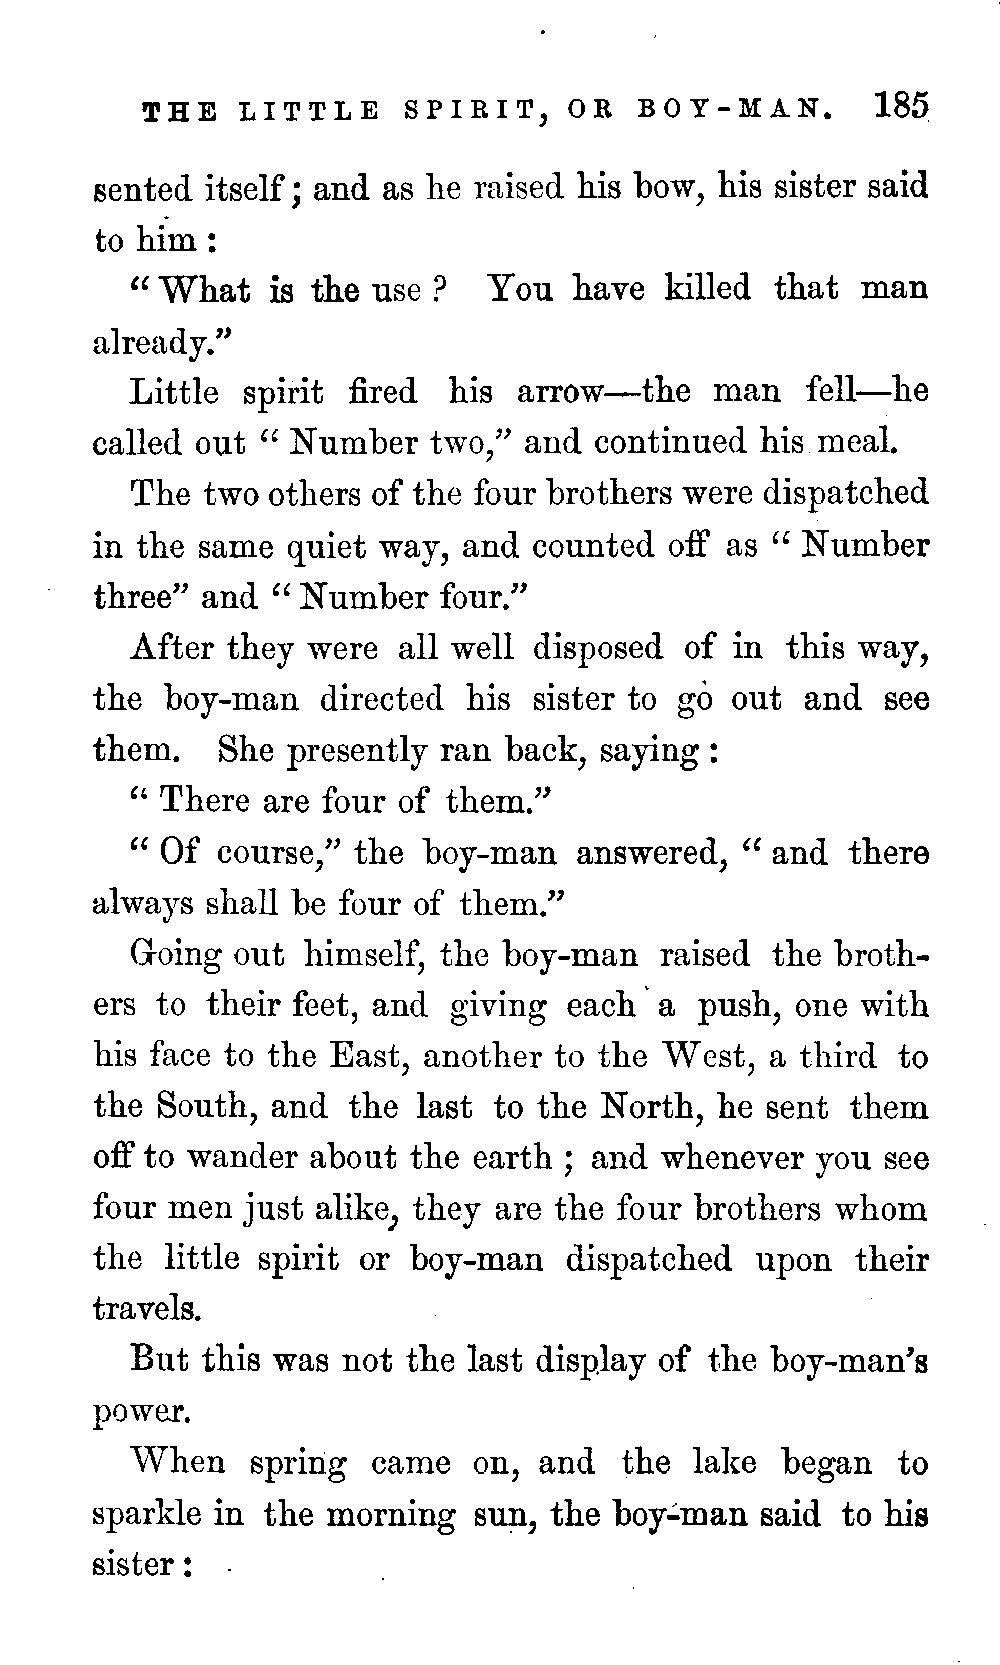 THE LITTLE SPIRIT, OR BOY-MAN. 185
sented itself; and as he raised his bow, his sister said
to him:
"What is the use? You have killed that man
already."
Little spirit fired his arrow—the man fell—he
called out "Number two," and continued his meal.
The two others of the four brothers were dispatched
in the same quiet way, and counted off as "Number
three" and "Number four."
After they were all well disposed of in this way,
the boy-man directed his sister to go out and see
them. She presently ran back, saying:
"There are four of them."
"Of course," the boy-man answered, "and there
always shall be four of them."
Going out himself, the boy-man raised the broth-
ers to their feet, and giving each a push, one with
his face to the East, another to the West, a third to
the South, and the last to the North, he sent them
off to wander about the earth; and whenever you see
four men just alike, they are the four brothers whom
the little spirit or boy-man dispatched upon their
travels.
But this was not the last display of the boy-man's
power.
When spring came on, and the lake began to
sparkle in the morning sun, the boy-man said to his
sister: